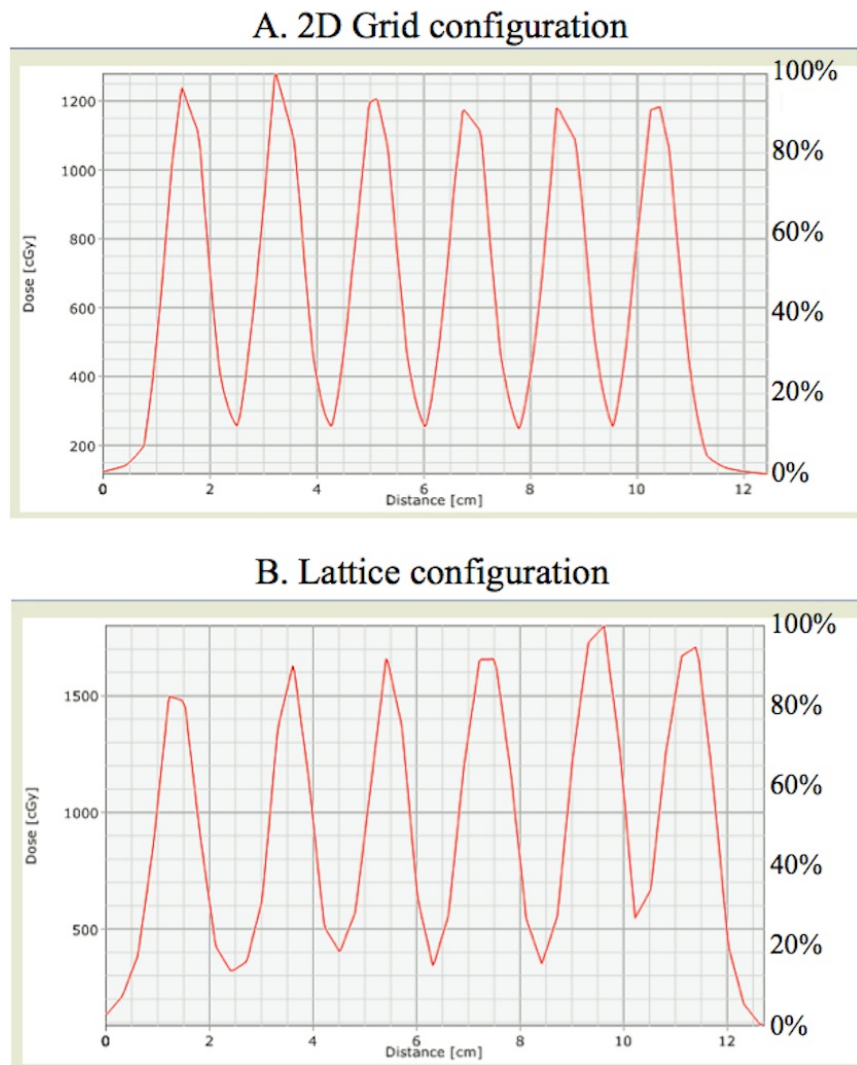 A. 2D Grid configuration
100%
1200
80%
1000
800
60%
Dose [cGy]
600
40%
400
20%
200
0%
0 2 4 6 8 10 12
Distance [cm]
B. Lattice configuration
100%
1500
80%
60%
1000
Dose [cGy]
40%
500
20%
0%
0 2 4 6 8 10 12
Distance [cm]